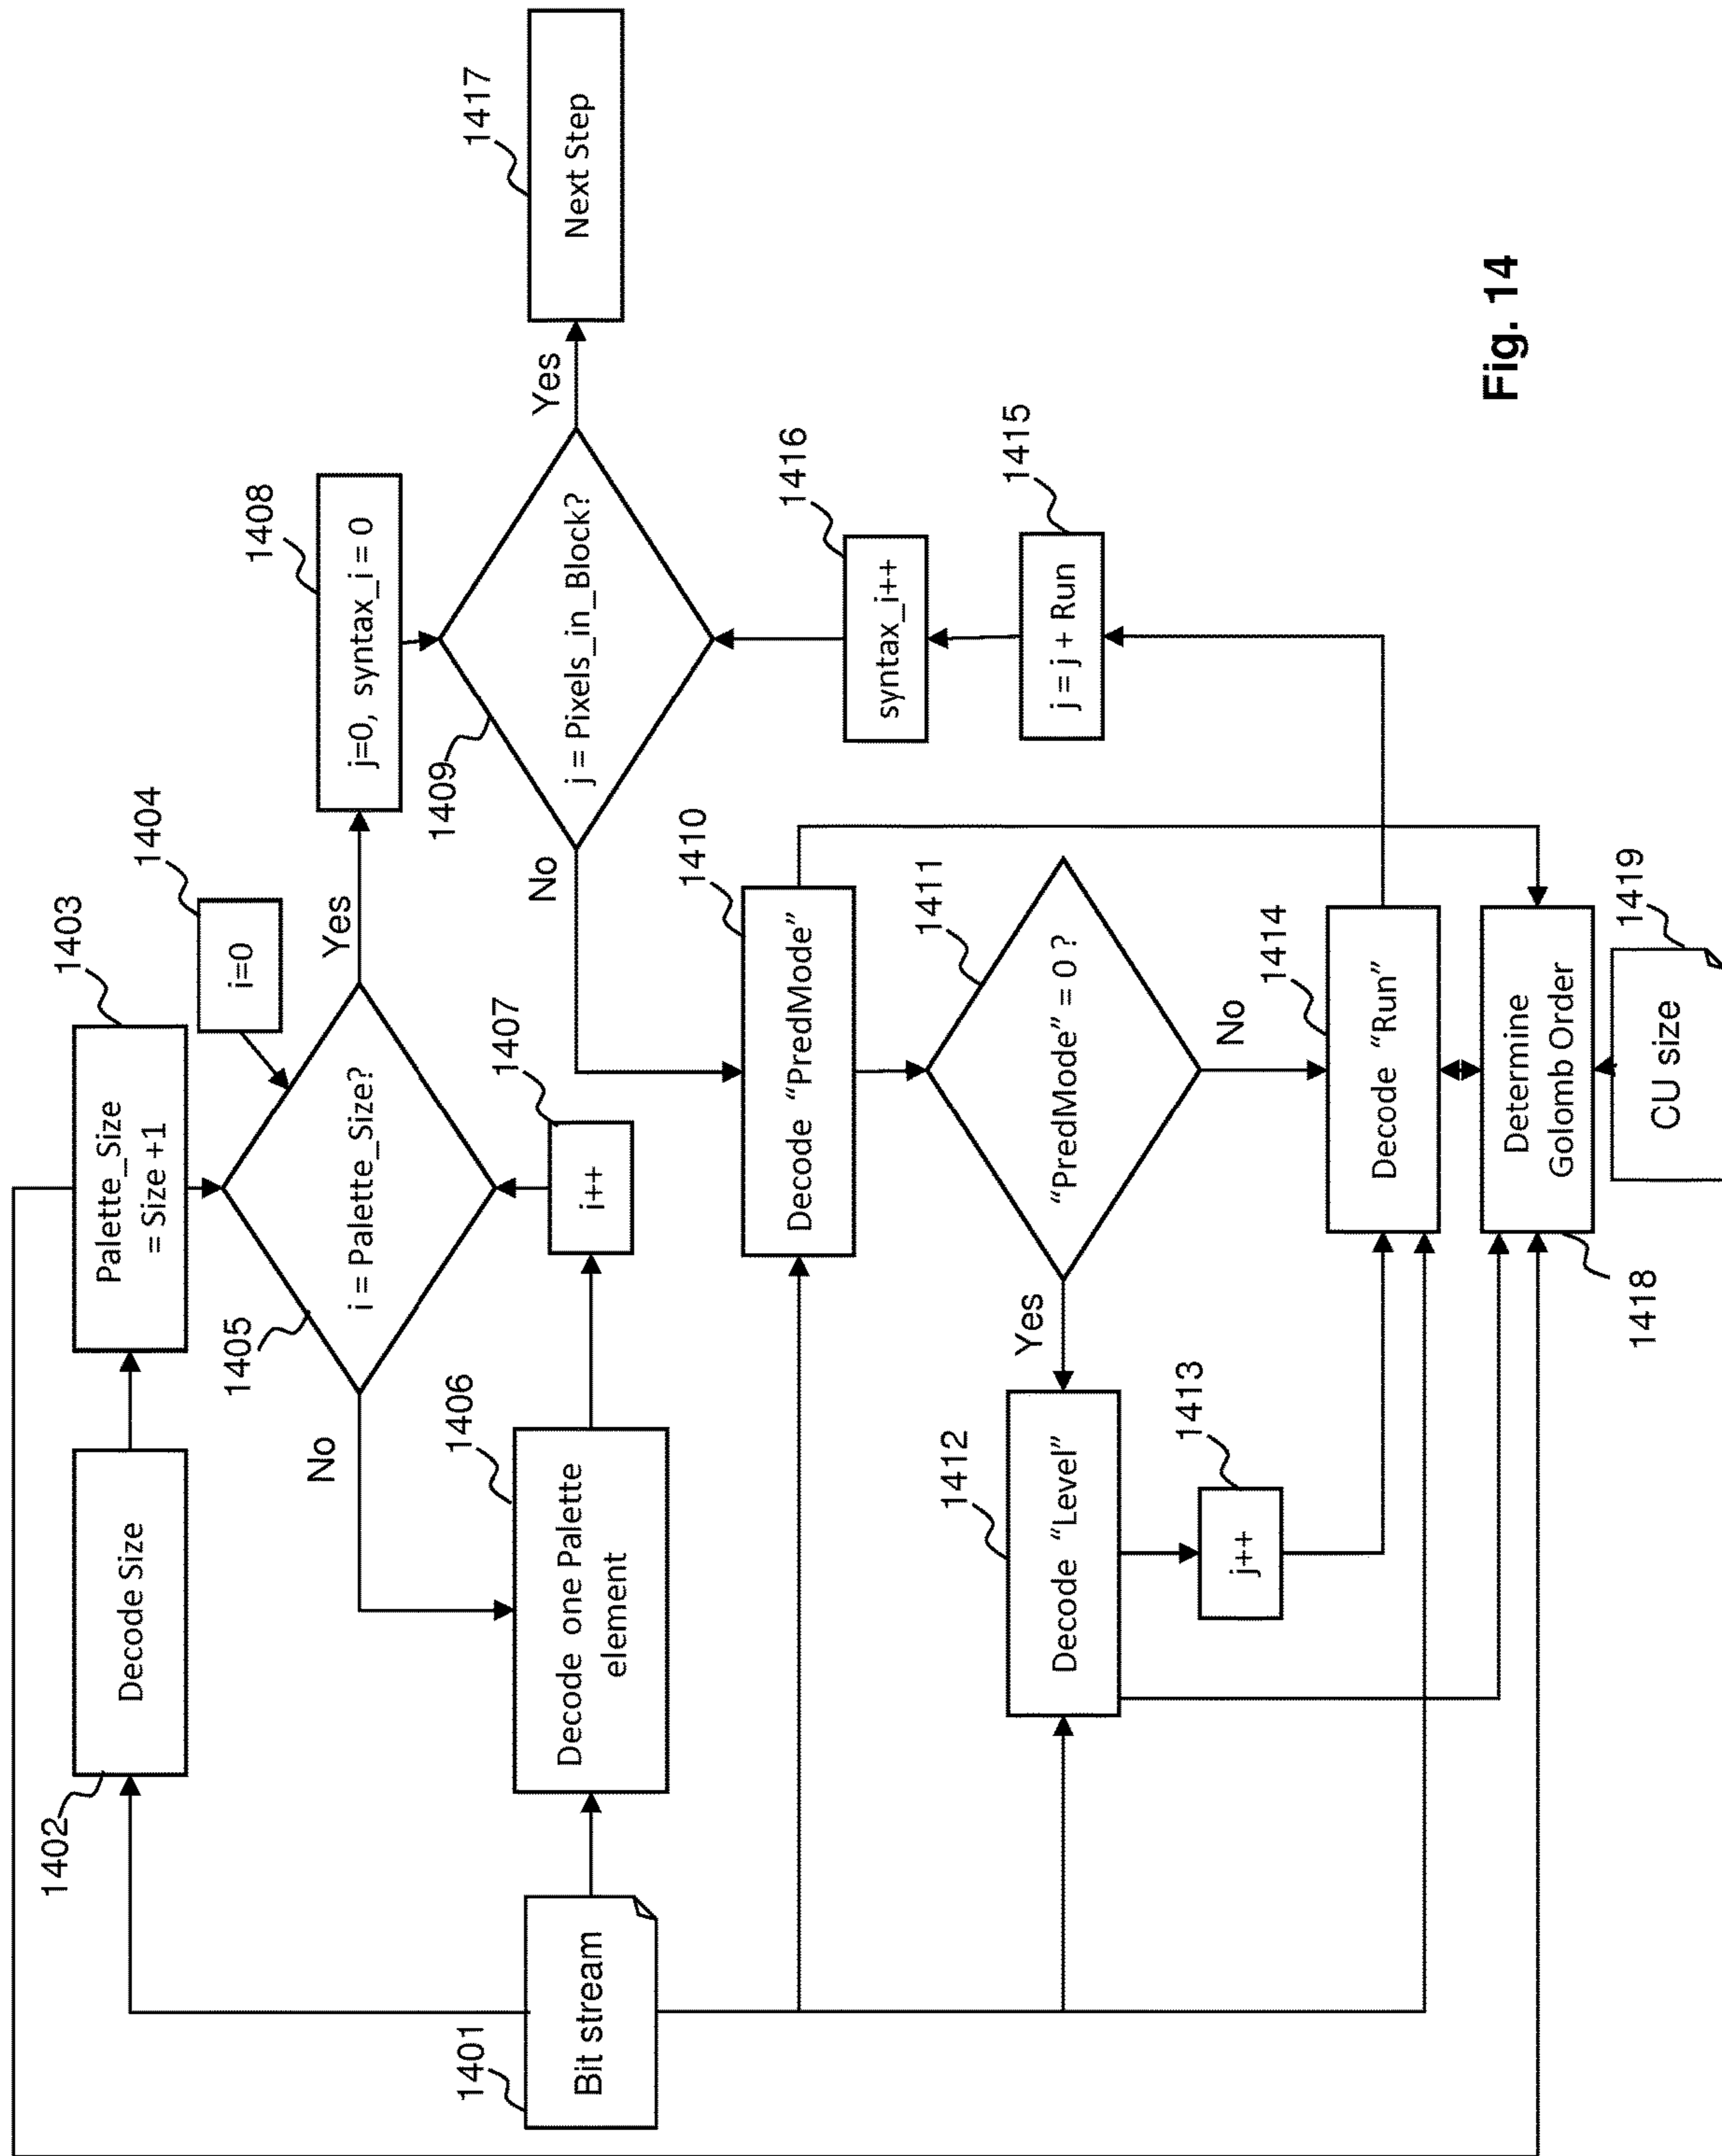 1401
Bit stream
1402
Decode Size
1403
Palette_Size
= Size +1
1404
i=0
1405
i = Palette_Size?
No
Yes
1406
Decode one Palette
element
1407
i++
1408
j=0, syntax_i = 0
1409
j = Pixels_in_Block?
Yes
No
1417
Next Step
1410
Decode "PredMode"
1416
syntax_i++
1415
j = j + Run
1411
"PredMode" = 0 ?
Yes
No
1412
Decode "Level"
1413
j++
1414
Decode "Run"
1418
Determine
Golomb Order
1419
CU size
Fig. 14